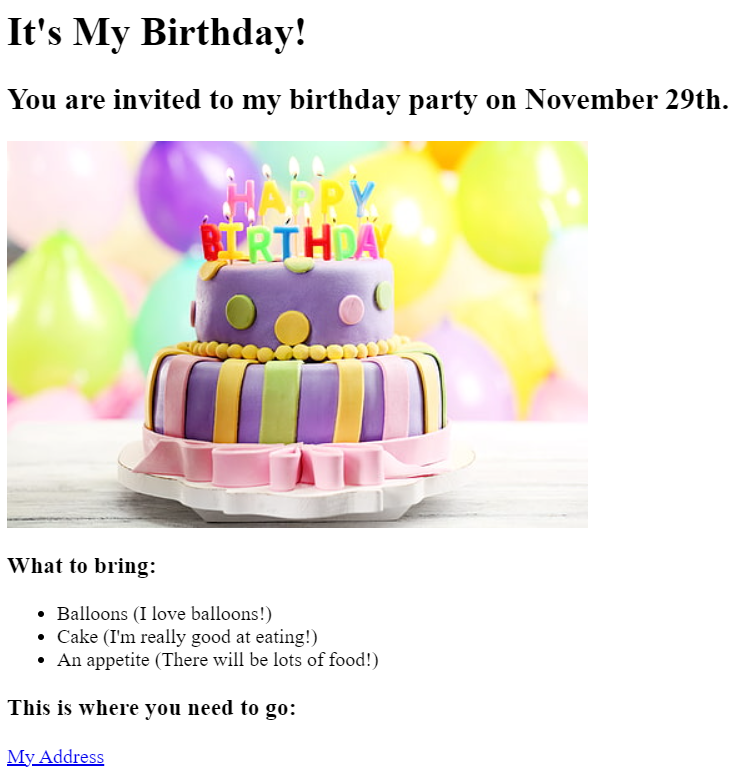 It's My Birthday!
You are invited to my birthday party on November 29th.
HAPPY
BIRTHDAY
What to bring:
Balloons (I love balloons!)
Cake (I'm really good at eating!)
An appetite (There will be lots of food!)
This is where you need to go:
My Address